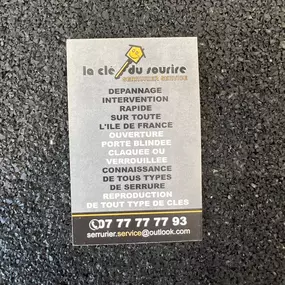 la clé du sourire
SERRURIER SERVICE
DEPANNAGE
INTERVENTION
RAPIDE
SUR TOUTE
L'ILE DE FRANCE
OUVERTURE
PORTE BLINDÉE
CLAQUEE OU
VERROUILLÉE
CONNAISSANCE
DE TOUS TYPES
DE SERRURE
REPRODUCTION
DE TOUT TYPE DE CLES
07 77 77 77 93
serrurier.service@outlook.com